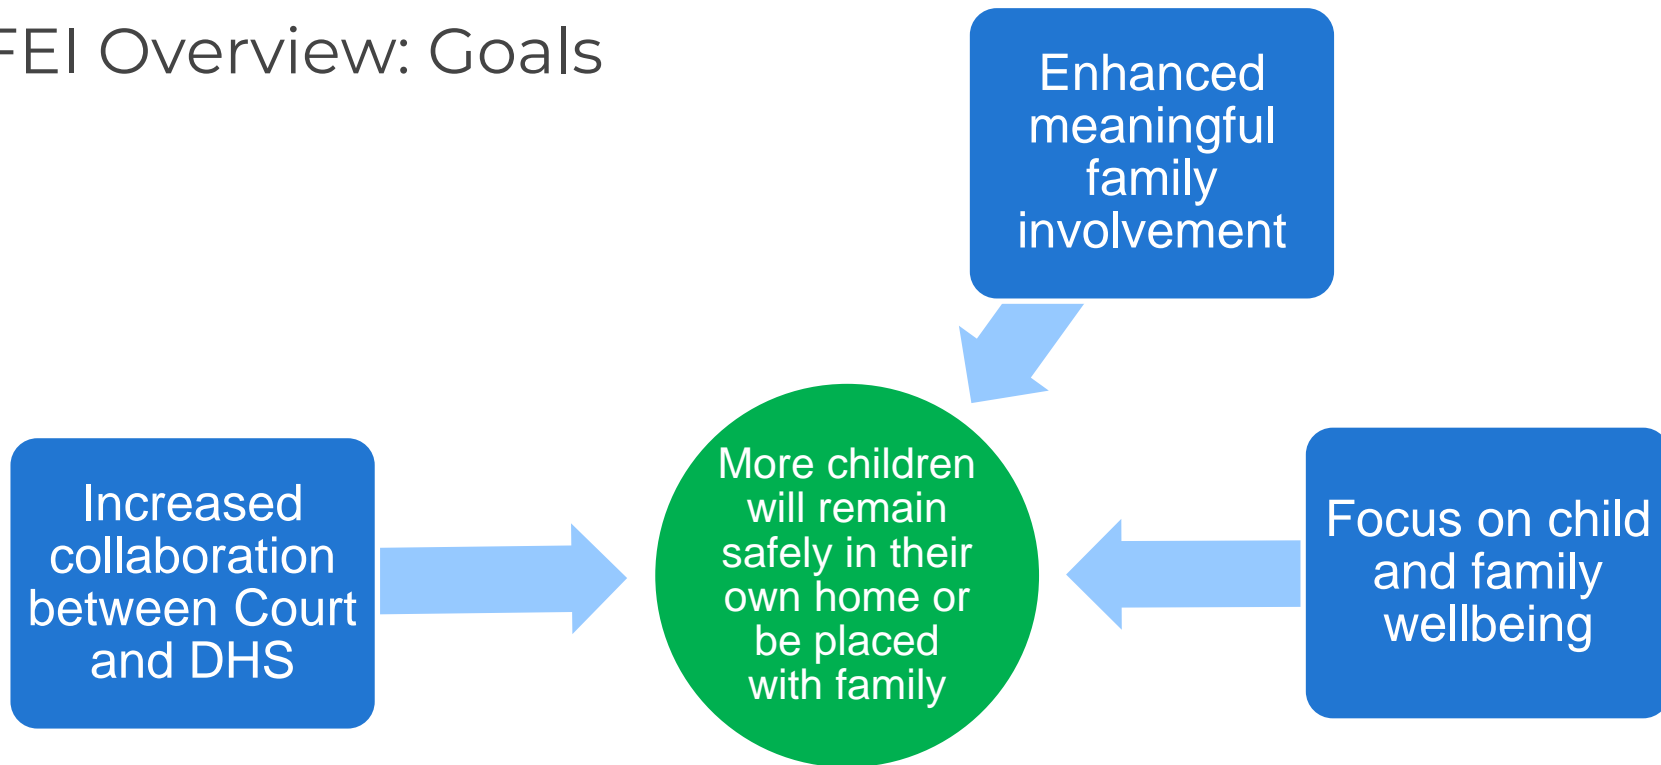 FEI Overview: Goals
Enhanced
meaningful
family
involvement
Increased
collaboration
between Court
and DHS
More children
will remain
safely in their
own home or
be placed
with family
Focus on child
and family
wellbeing